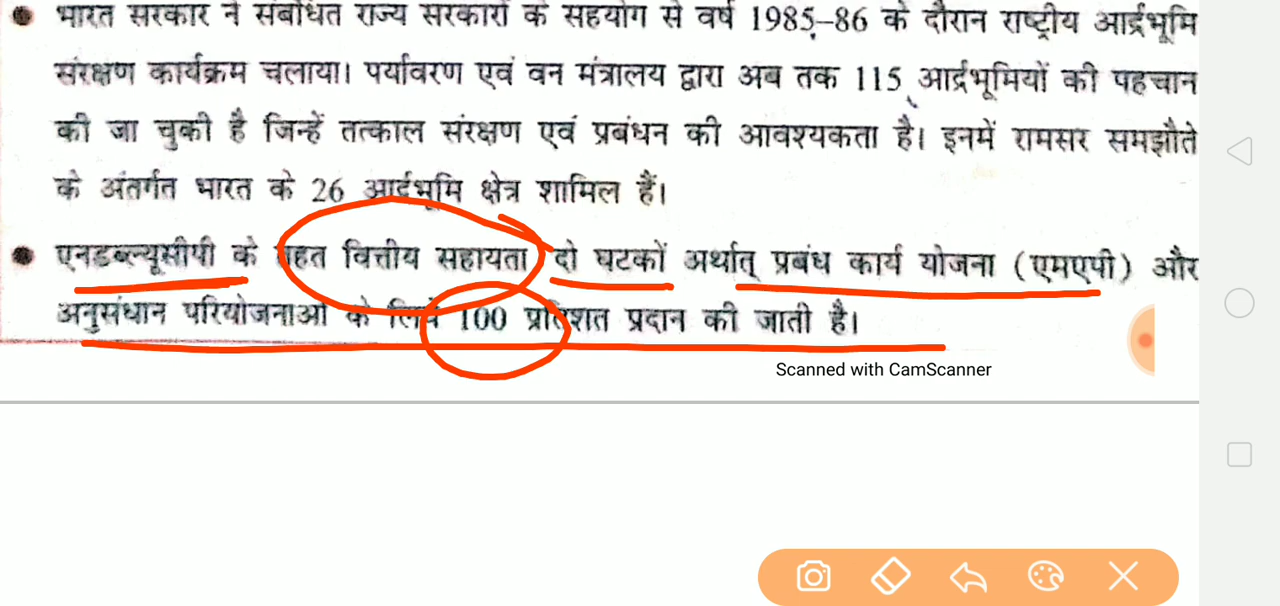 भारत सरकार ने संबंधित राज्य सरकारों के सहयोग से वर्ष 1985–86 के दौरान राष्ट्रीय आर्द्रभूमि
संरक्षण कार्यक्रम चलाया। पर्यावरण एवं वन मंत्रालय द्वारा अब तक 115 आर्द्रभूमियों की पहचान
की जा चुकी है जिन्हें तत्काल संरक्षण एवं प्रबंधन की आवश्यकता है। इनमें रामसर समझौते
के अंतर्गत भारत के 26 आर्द्रभूमि क्षेत्र शामिल हैं।
एनडब्ल्यूसीपी के तहत वित्तीय सहायता दो घटकों अर्थात् प्रबंध कार्य योजना (एमएपी) और
अनुसंधान परियोजनाओं के लिये 100 प्रतिशत प्रदान की जाती है।
Scanned with CamScanner